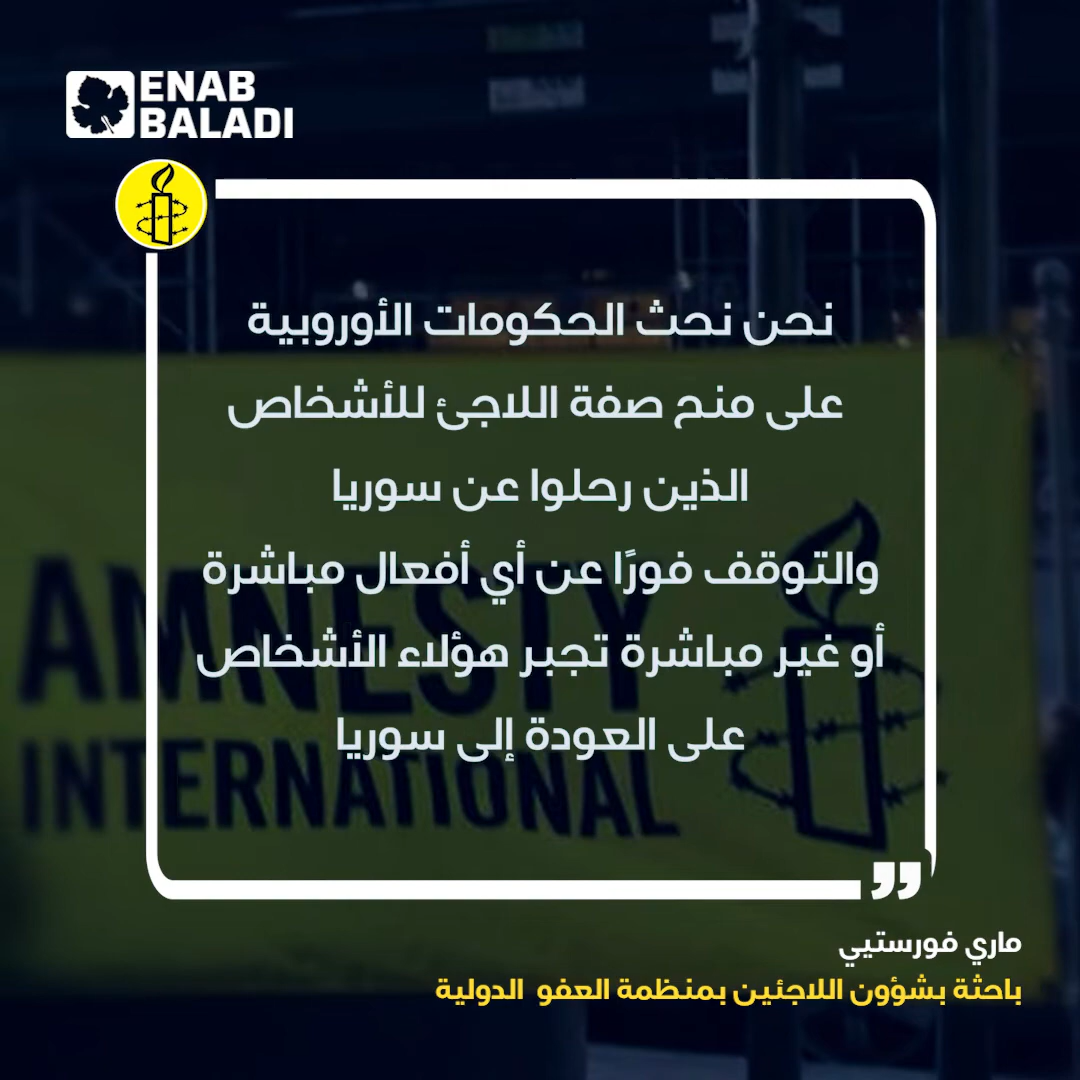 ENAB
BALADI
نحن نحث الحكومات الأوروبية
على منح صفة اللاجئ للأشخاص
الذين رحلوا عن سوريا
والتوقف فورًا عن أي أفعال مباشرة
أو غير مباشرة تجبر هؤلاء الأشخاص
على العودة إلى سوريا
”
AMNESTY
INTERNATIONAL
ماري فورستيي
باحثة بشؤون اللاجئين بمنظمة العفو الدولية